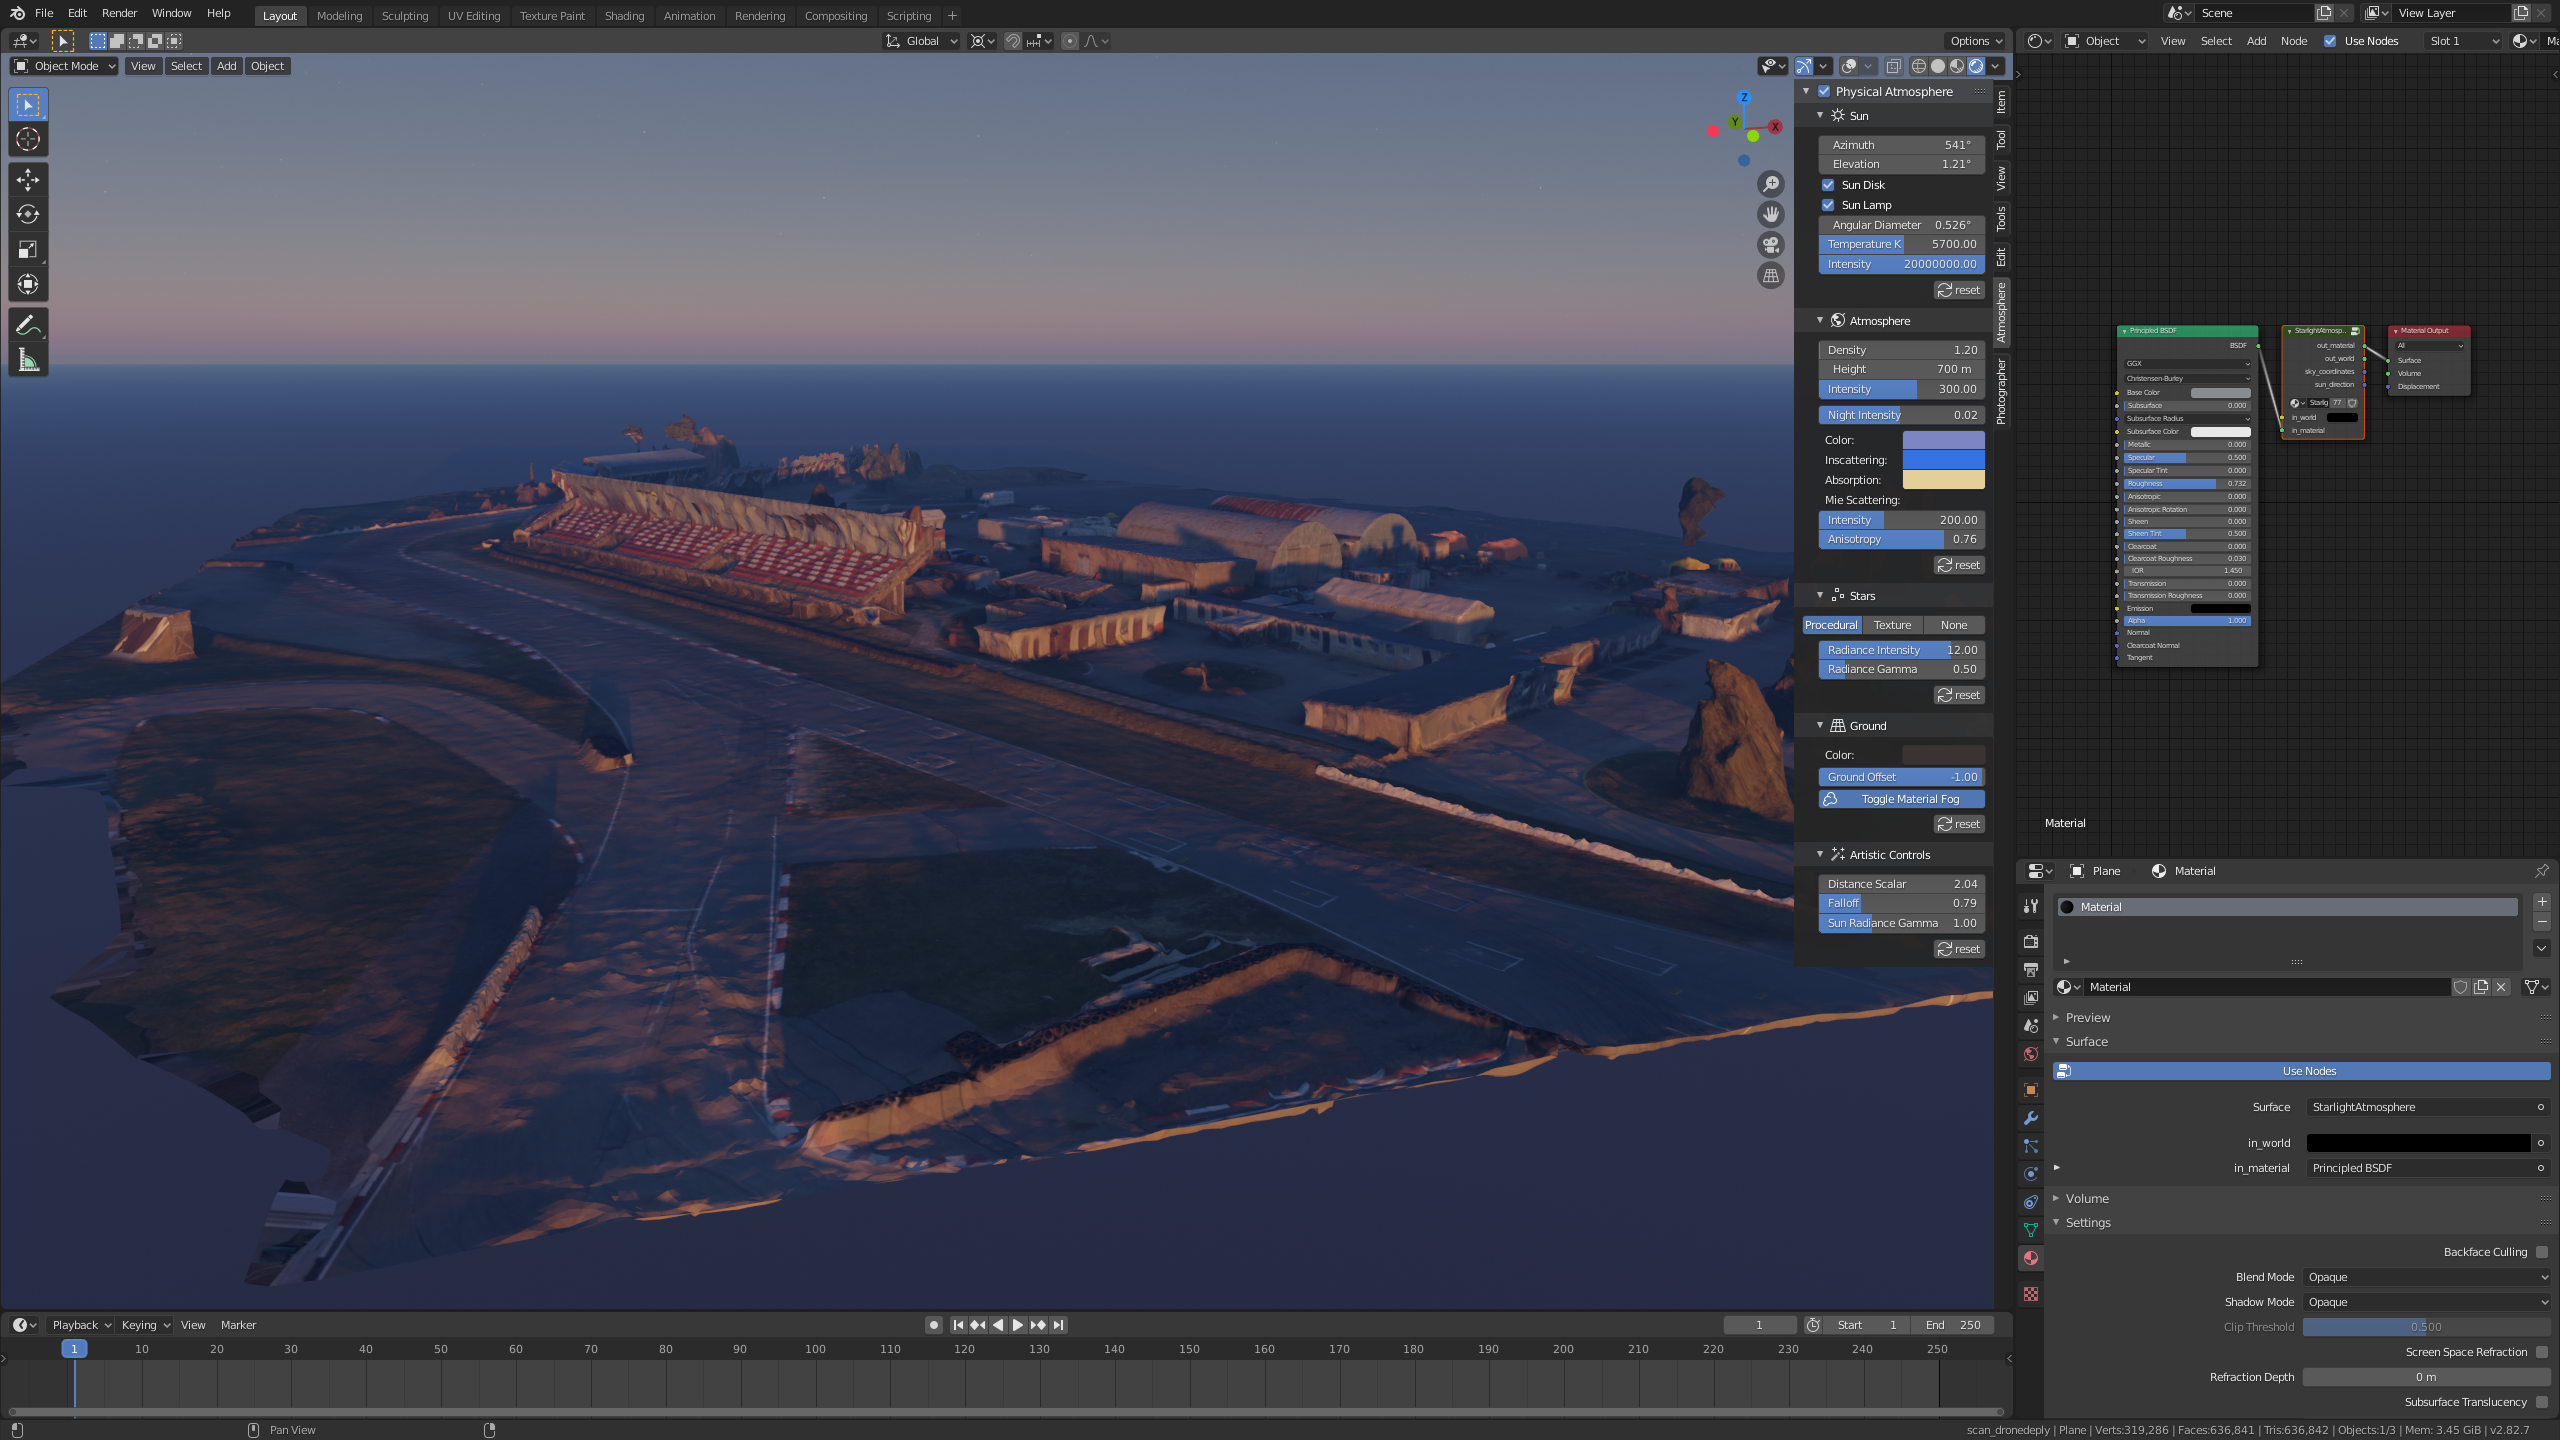 File Edit Render Window Help Layout Modeling Sculpting UV Editing Texture Paint Shading Animation Rendering Compositing Scripting + Scene View Layer
Global Options Object View Select Add Node Use Nodes Slot 1 Ma
Object Mode View Select Add Object
Z
Y
X
Physical Atmosphere
Sun
Azimuth 541°
Elevation 1.21°
Sun Disk
Sun Lamp
Angular Diameter 0.526°
Temperature K 5700.00
Intensity 20000000.00
reset
Atmosphere
Density 1.20
Height 700 m
Intensity 300.00
Night Intensity 0.02
Color:
Inscattering:
Absorption:
Mie Scattering:
Intensity 200.00
Anisotropy 0.76
reset
Stars
Procedural Texture None
Radiance Intensity 12.00
Radiance Gamma 0.50
reset
Ground
Color:
Ground Offset -1.00
Toggle Material Fog
reset
Artistic Controls
Distance Scalar 2.04
Falloff 0.79
Sun Radiance Gamma 1.00
reset
Item
Tool
View
Tools
Edit
Atmosphere
Photographer
Principled BSDF
BSDF
GGX
Christensen-Burley
Base Color
Subsurface 0.000
Subsurface Radius
Subsurface Color
Metallic 0.000
Specular 0.500
Specular Tint 0.000
Roughness 0.732
Anisotropic 0.000
Anisotropic Rotation 0.000
Sheen 0.000
Sheen Tint 0.500
Clearcoat 0.000
Clearcoat Roughness 0.030
IOR 1.450
Transmission 0.000
Transmission Roughness 0.000
Emission
Alpha 1.000
Normal
Clearcoat Normal
Tangent
StarlightAtmosp..
out_material
out_world
sky_coordinates
sun_direction
Starlig 77
in_world
in_material
Material Output
All
Surface
Volume
Displacement
Material
Plane Material
Material
Material
Preview
Surface
Use Nodes
Surface StarlightAtmosphere
in_world
in_material Principled BSDF
Volume
Settings
Backface Culling
Blend Mode Opaque
Shadow Mode Opaque
Clip Threshold 0.500
Screen Space Refraction
Refraction Depth 0 m
Subsurface Translucency
Playback Keying View Marker 1 Start 1 End 250
1 10 20 30 40 50 60 70 80 90 100 110 120 130 140 150 160 170 180 190 200 210 220 230 240 250
Pan View scan_dronedeply | Plane | Verts:319,286 | Faces:636,841 | Tris:636,842 | Objects:1/3 | Mem: 3.45 GiB | v2.82.7